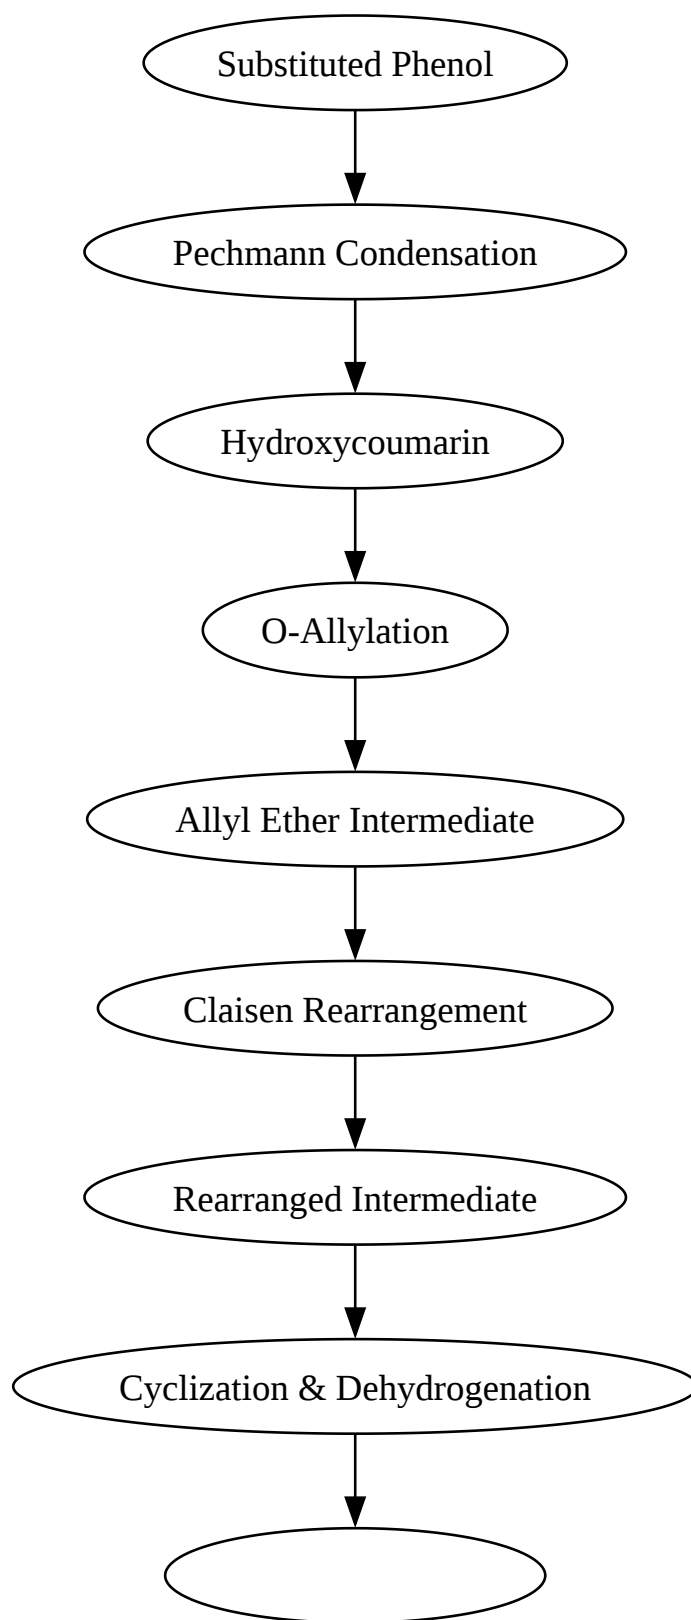 Substituted Phenol
Pechmann Condensation
Hydroxycoumarin
O-Allylation
Allyl Ether Intermediate
Claisen Rearrangement
Rearranged Intermediate
Cyclization & Dehydrogenation